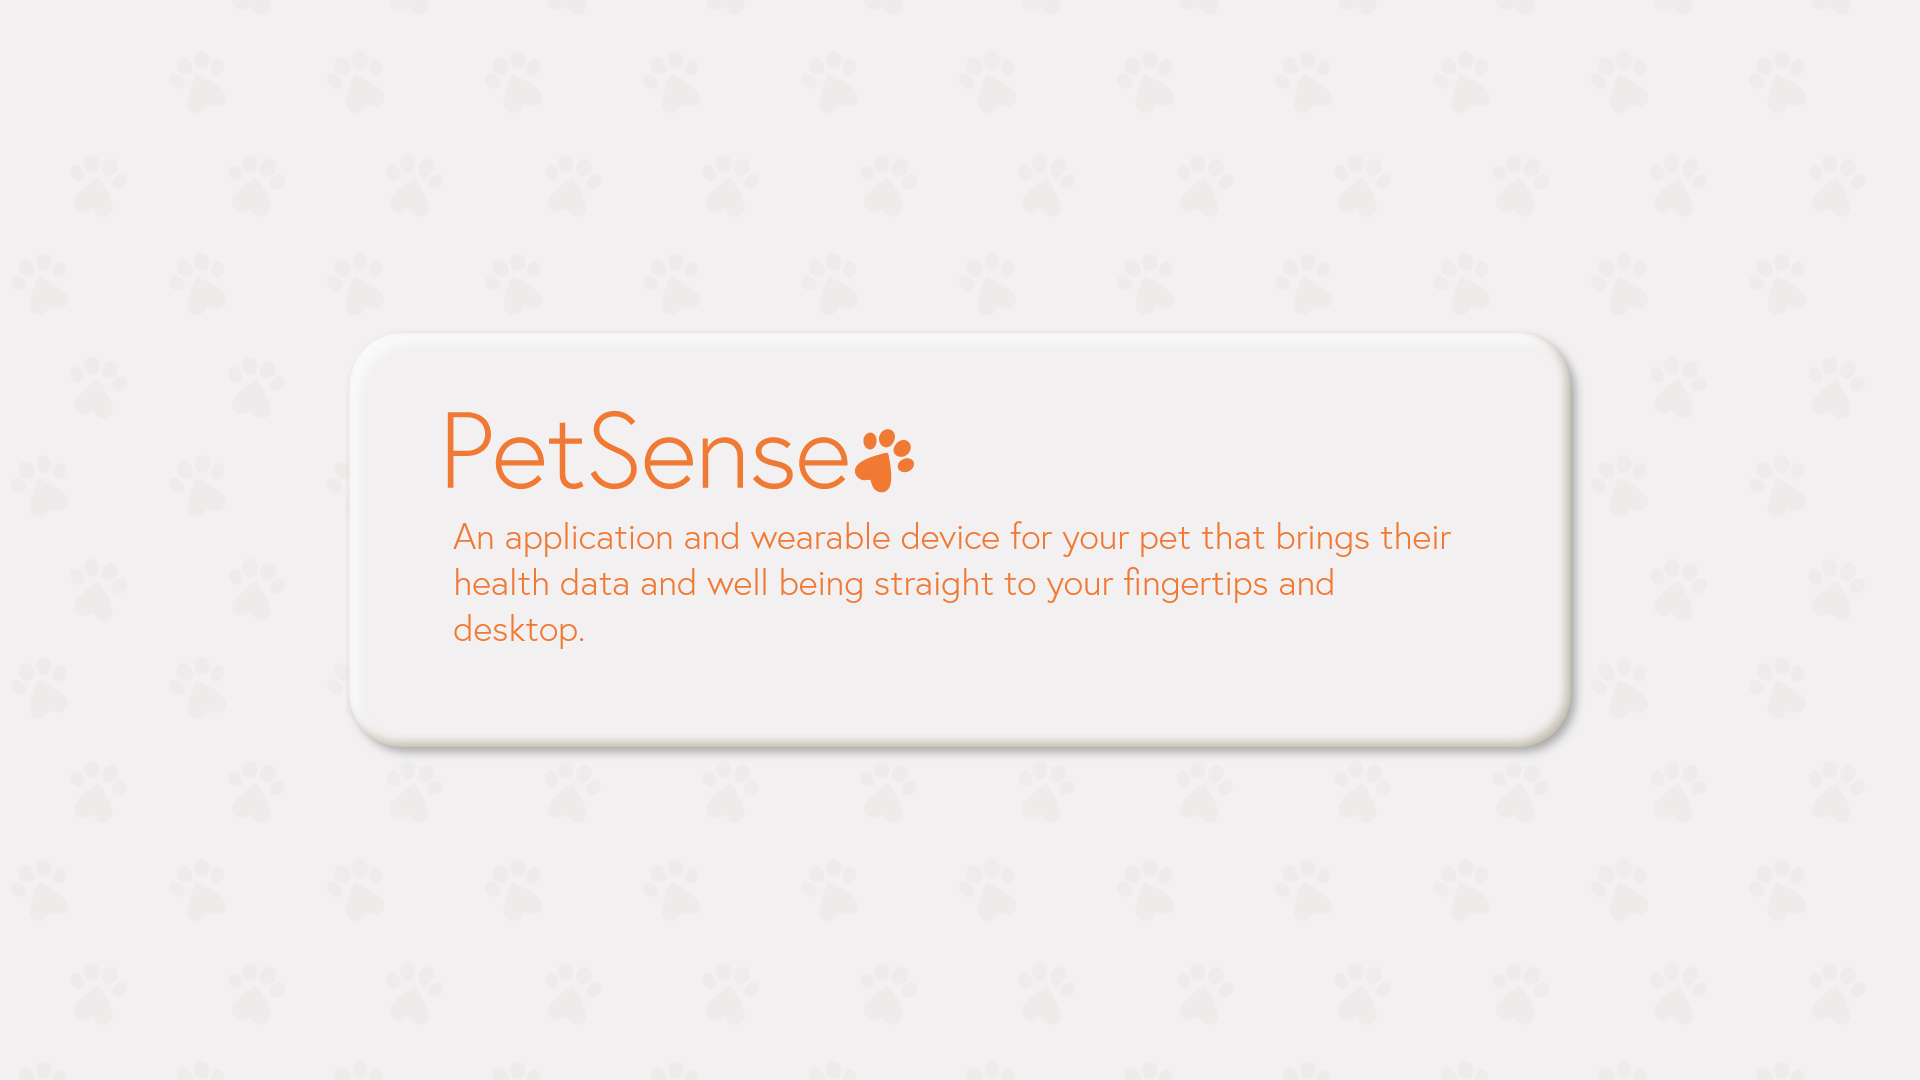 PetSense
An application and wearable device for your pet that brings their
health data and well being straight to your fingertips and
desktop.